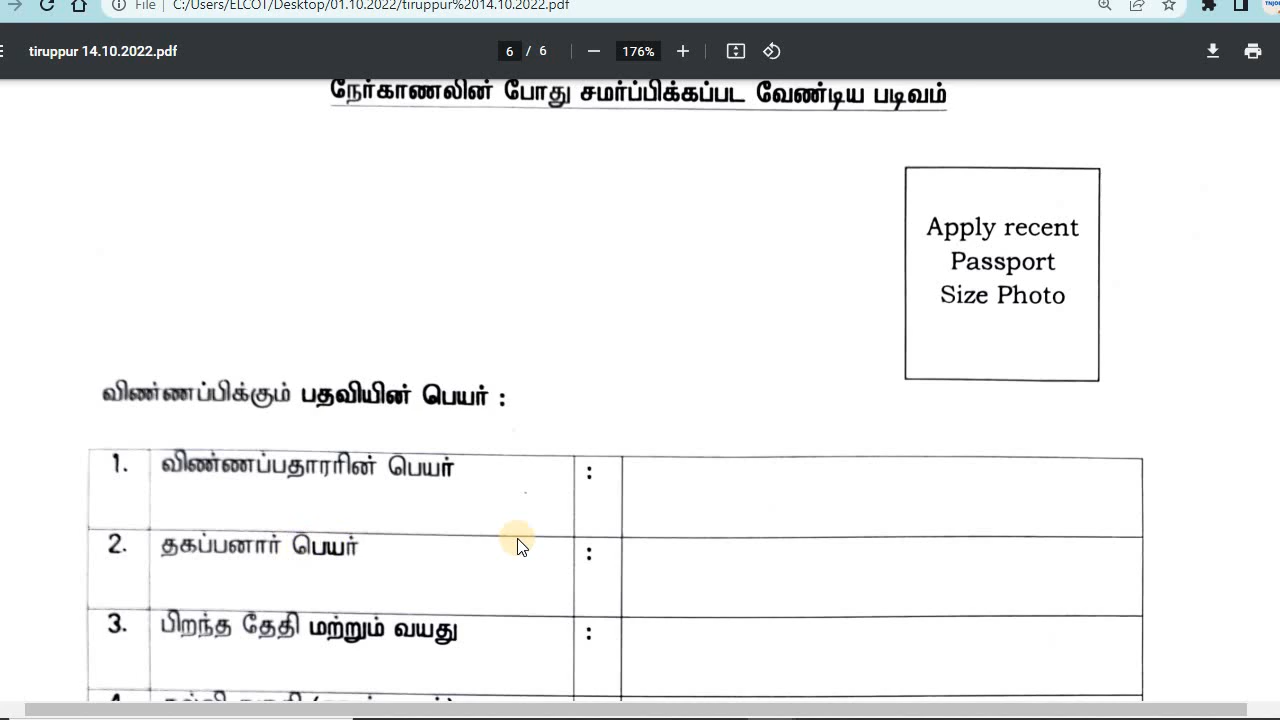 File | C:/Users/ELCOT/Desktop/01.10.2022/tiruppur%2014.10.2022.pdf
tiruppur 14.10.2022.pdf
6 / 6
176%
நேர்காணலின் போது சமர்ப்பிக்கப்பட வேண்டிய படிவம்
Apply recent
Passport
Size Photo
விண்ணப்பிக்கும் பதவியின் பெயர் :
1. விண்ணப்பதாரரின் பெயர் :
2. தகப்பனார் பெயர் :
3. பிறந்த தேதி மற்றும் வயது :